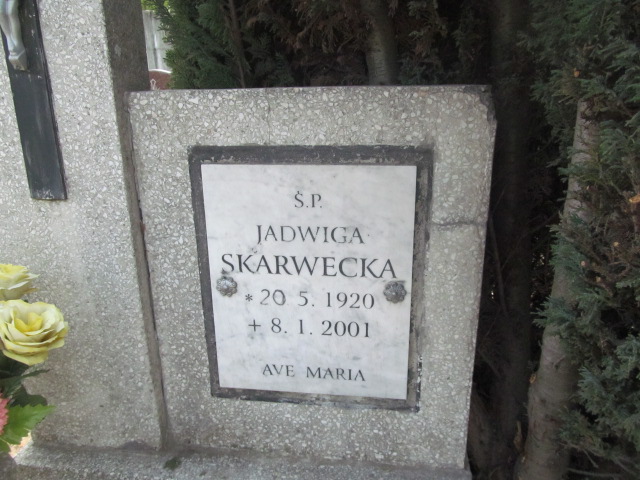 Ś.P.
JADWIGA
SKARWECKA
* 20 5. 1920
+ 8. 1. 2001
AVE MARIA